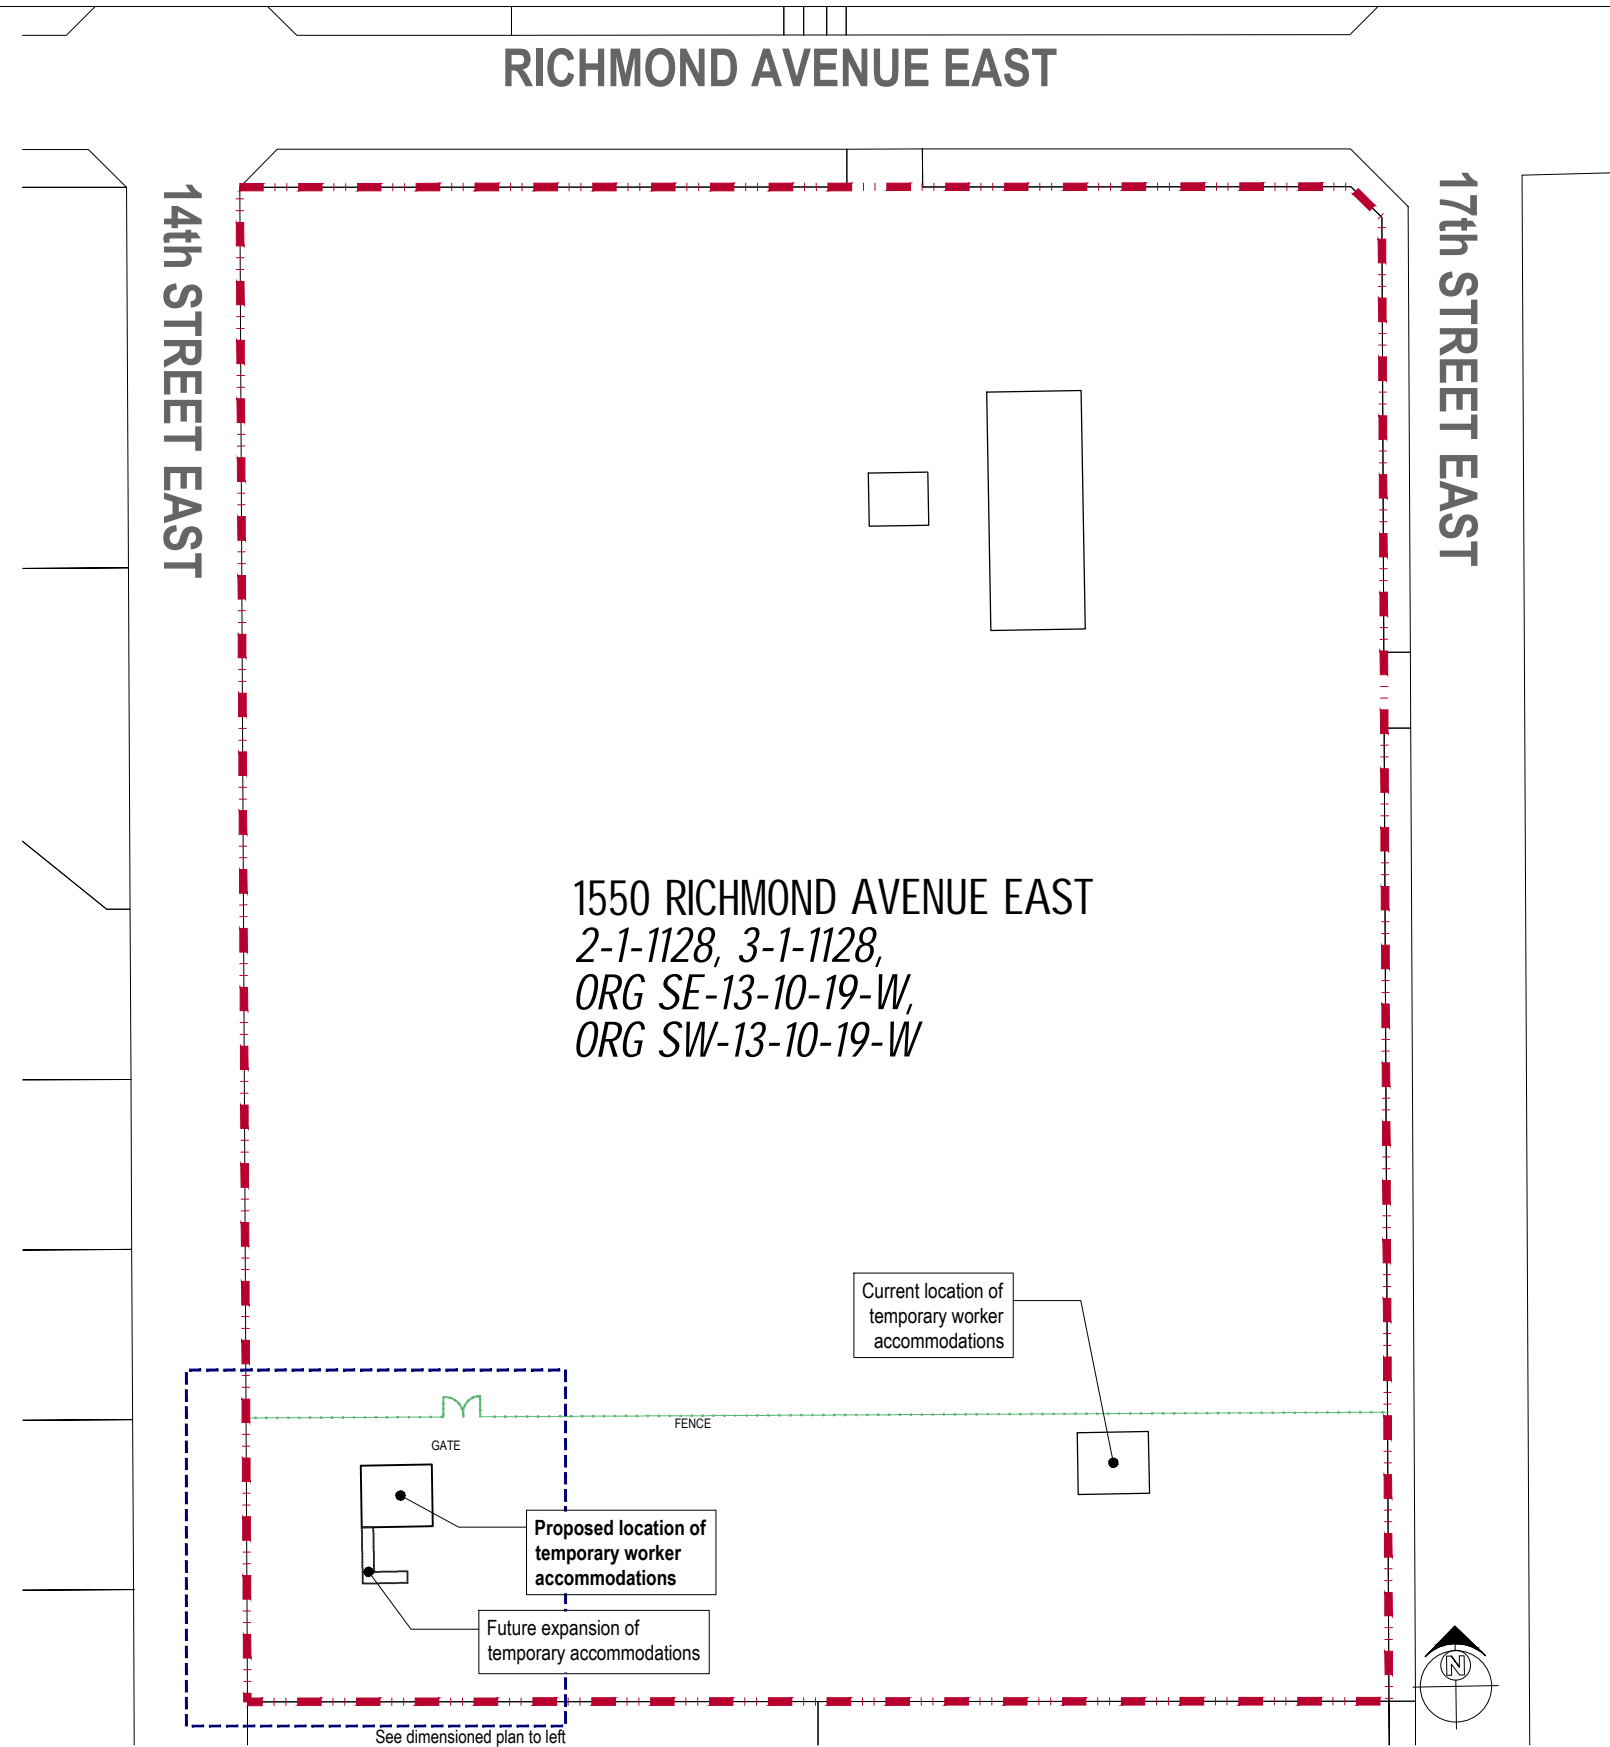 RICHMOND AVENUE EAST
14th STREET EAST
17th STREET EAST
1550 RICHMOND AVENUE EAST
2-1-1128, 3-1-1128,
ORG SE-13-10-19-W,
ORG SW-13-10-19-W
Current location of
temporary worker
accommodations
FENCE
GATE
Proposed location of
temporary worker
accommodations
Future expansion of
temporary accommodations
N
See dimensioned plan to left